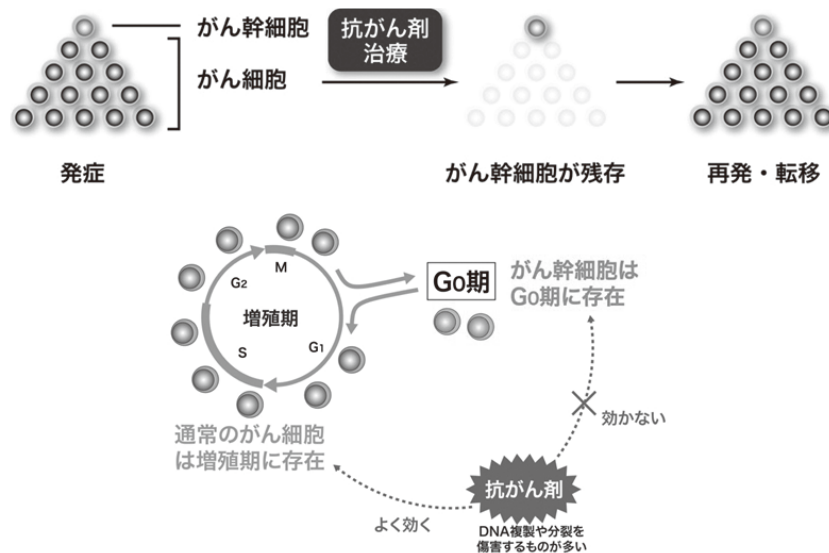 がん幹細胞
がん細胞
抗がん剤
治療
発症
がん幹細胞が残存
再発・転移
M
G2
増殖期
S
G1
G0期
がん幹細胞は
G0期に存在
通常のがん細胞
は増殖期に存在
効かない
よく効く
抗がん剤
DNA複製や分裂を
傷害するものが多い